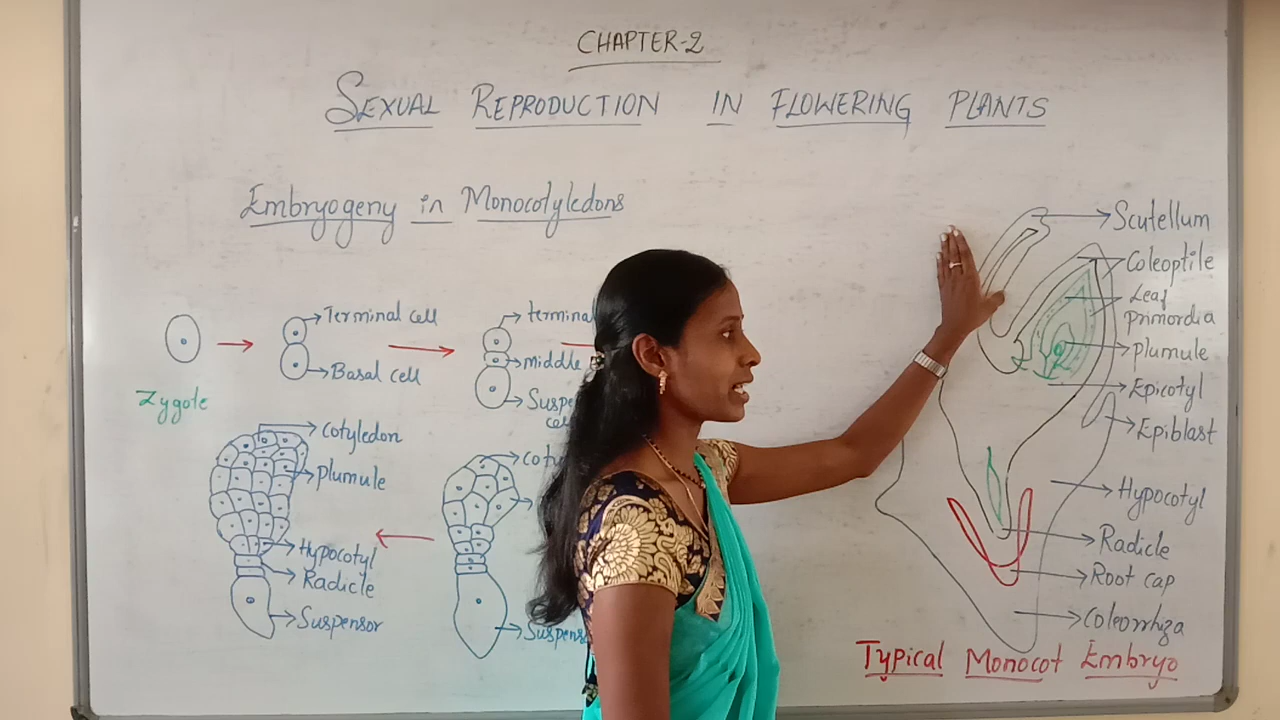 CHAPTER-2
SEXUAL REPRODUCTION IN FLOWERING PLANTS
Embryogeny in Monocotyledons
Zygote
Terminal cell
Basal cell
terminal
middle
Cotyledon
plumule
Hypocotyl
Radicle
Suspensor
Scutellum
Coleoptile
Leaf
primordia
plumule
Epicotyl
Epiblast
Hypocotyl
Radicle
Root cap
Coleorrhiza
Typical Monocot Embryo